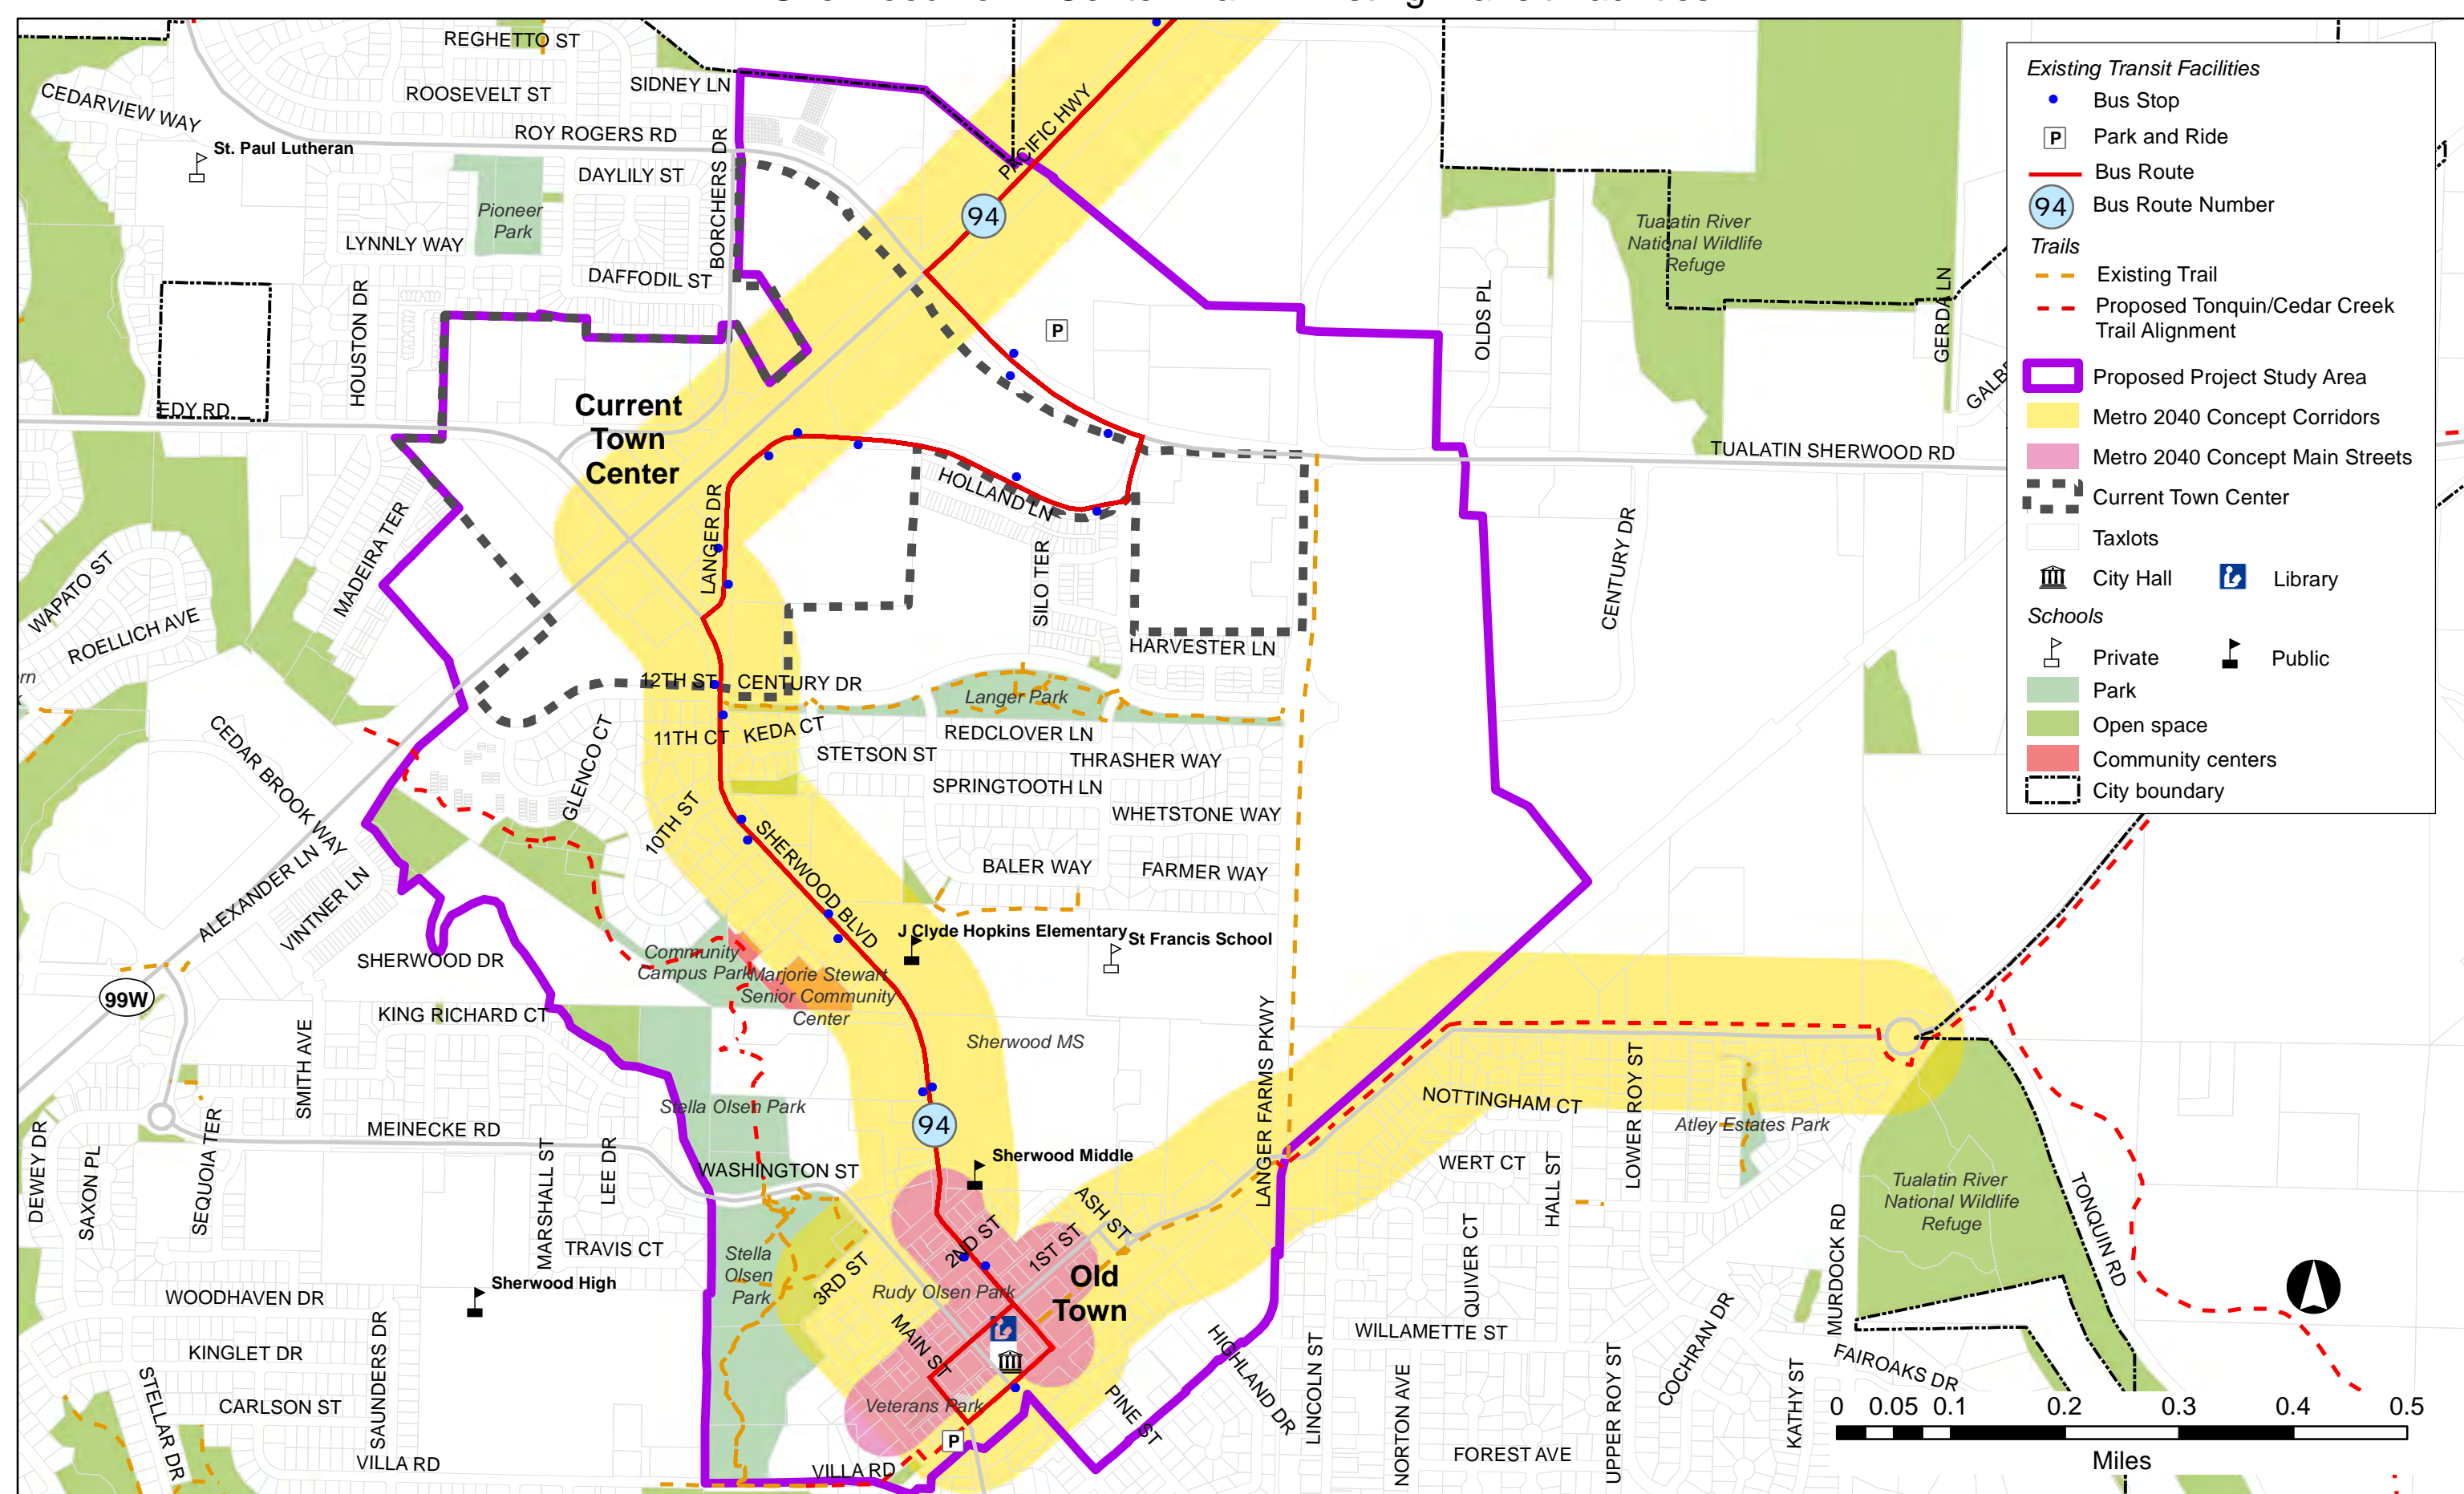 REGHETTO ST
SIDNEY LN
CEDARVIEW WAY
ROOSEVELT ST
ROY ROGERS RD
PACIFIC HWY
St. Paul Lutheran
DAYLILY ST
BORCHERS DR
Pioneer
Park
LYNNLY WAY
94
DAFFODIL ST
HOUSTON DR
P
OLDS PL
Tualatin River
National Wildlife
Refuge
GERDA LN
EDY RD
Current
Town
Center
TUALATIN SHERWOOD RD
LANGER DR
HOLLAND LN
MADEIRA TER
SILO TER
CENTURY DR
WAPATO ST
ROELLICH AVE
HARVESTER LN
12TH ST
CENTURY DR
Langer Park
11TH CT
KEDA CT
REDCLOVER LN
STETSON ST
THRASHER WAY
SPRINGTOOTH LN
WHETSTONE WAY
CEDAR BROOK WAY
GLENCO CT
10TH ST
SHERWOOD BLVD
BALER WAY
FARMER WAY
ALEXANDER LN
VINTNER LN
J Clyde Hopkins Elementary
St Francis School
SHERWOOD DR
Community
Campus Park
Marjorie Stewart
Senior Community
Center
99W
KING RICHARD CT
Sherwood MS
SMITH AVE
LANGER FARMS PKWY
Stella Olsen Park
NOTTINGHAM CT
LOWER ROY ST
Atley Estates Park
94
MEINECKE RD
DEWEY DR
SAXON PL
SEQUOIA TER
MARSHALL ST
LEE DR
WASHINGTON ST
Sherwood Middle
WERT CT
HALL ST
Tualatin River
National Wildlife
Refuge
TONQUIN RD
MURDOCK RD
ASH ST
2ND ST
1ST ST
TRAVIS CT
Stella
Olsen
Park
3RD ST
Rudy Olsen Park
Old
Town
QUIVER CT
Sherwood High
WOODHAVEN DR
MAIN ST
WILLAMETTE ST
HIGHLAND DR
LINCOLN ST
KINGLET DR
SAUNDERS DR
STELLAR DR
CARLSON ST
Veterans Park
PINE ST
NORTON AVE
UPPER ROY ST
COCHRAN DR
KATHY ST
FAIROAKS DR
P
VILLA RD
VILLA RD
FOREST AVE
Existing Transit Facilities
Bus Stop
P Park and Ride
Bus Route
94 Bus Route Number
Trails
Existing Trail
Proposed Tonquin/Cedar Creek
Trail Alignment
Proposed Project Study Area
Metro 2040 Concept Corridors
Metro 2040 Concept Main Streets
Current Town Center
Taxlots
City Hall Library
Schools
Private Public
Park
Open space
Community centers
City boundary
0 0.05 0.1 0.2 0.3 0.4 0.5
Miles